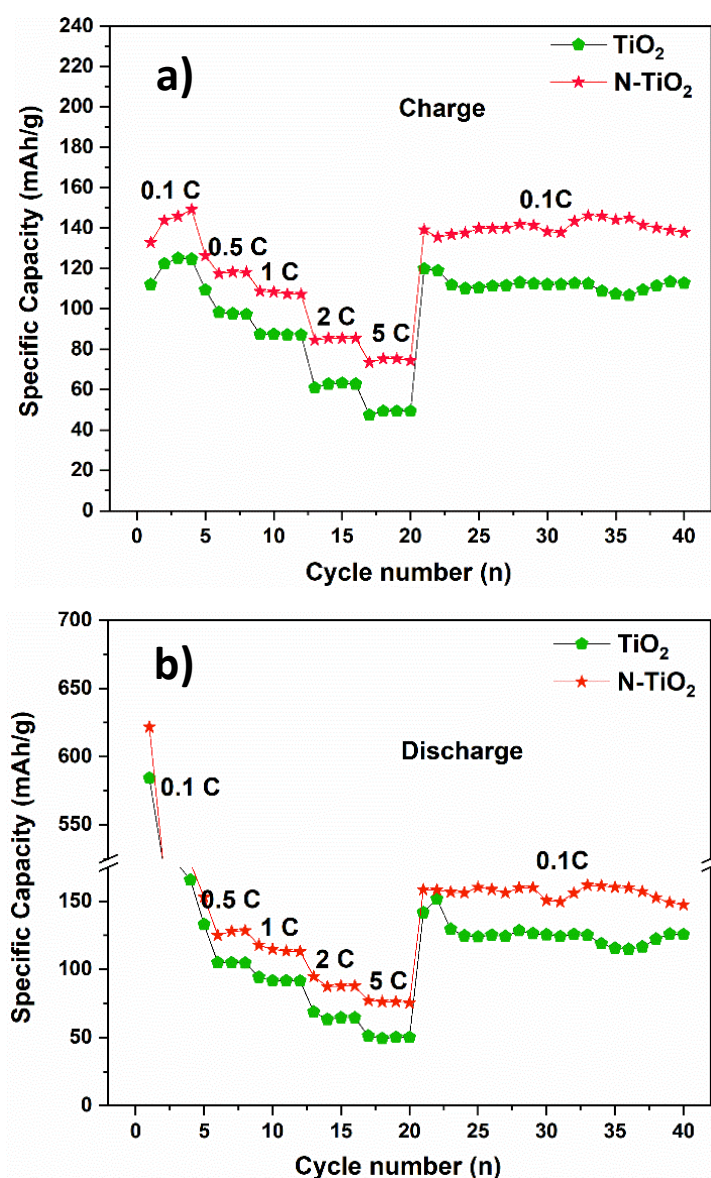 a)
TiO₂
N-TiO₂
Charge
0.1 C
0.5 C
1 C
2 C
5 C
0.1C
Specific Capacity (mAh/g)
240
220
200
180
160
140
120
100
80
60
40
20
0
0 5 10 15 20 25 30 35 40
Cycle number (n)
b)
TiO₂
N-TiO₂
Discharge
0.1 C
0.5 C
1 C
2 C
5 C
0.1C
Specific Capacity (mAh/g)
700
650
600
550
150
100
50
0
0 5 10 15 20 25 30 35 40
Cycle number (n)